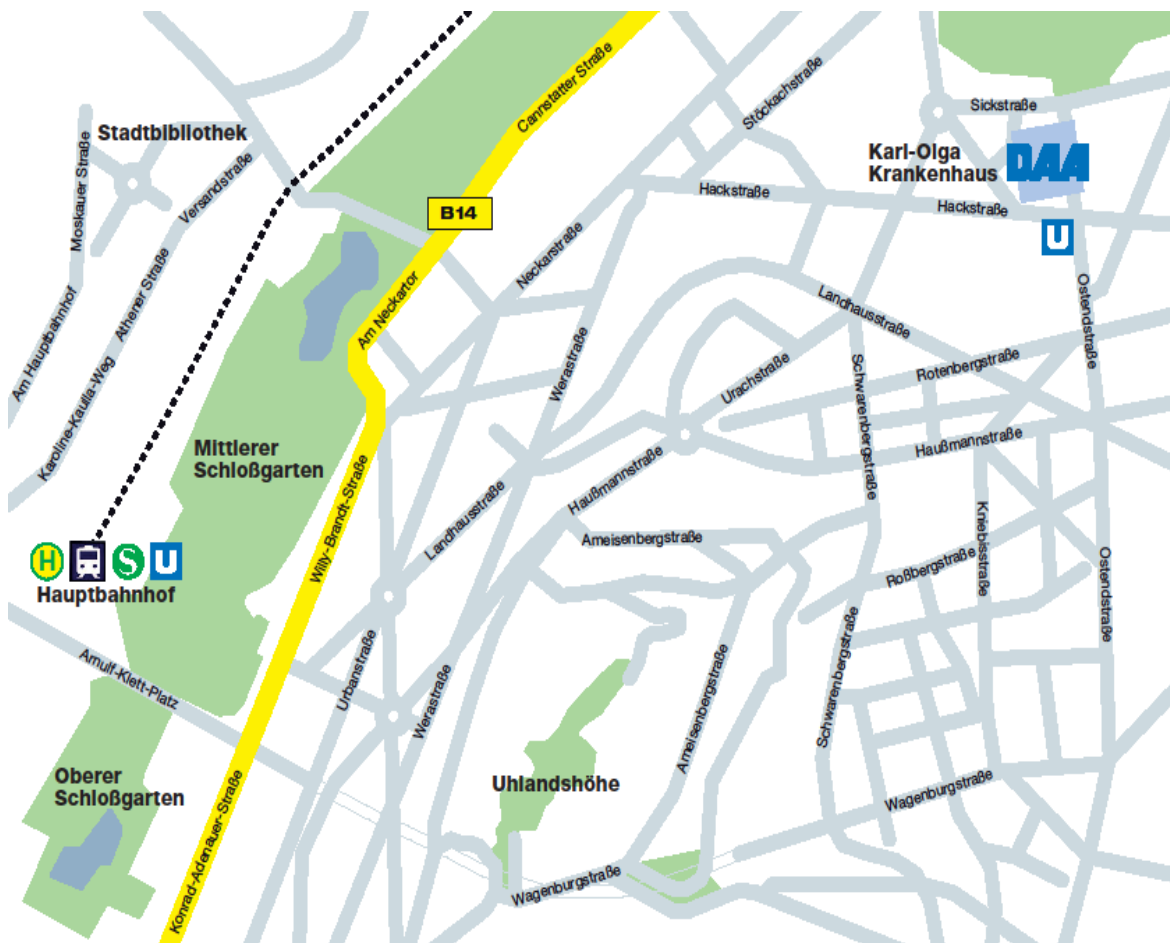 Cannstatter Straße
Stöckachstraße
Sickstraße
Moskauer Straße
Stadtbibliothek
Versandstraße
Karl-Olga
Krankenhaus
DAA
Hackstraße
Hackstraße
B14
U
Neckarstraße
Athener Straße
Am Neckartor
Am Hauptbahnhof
Karoline-Kaulla-Weg
Landhausstraße
Ostendstraße
Werastraße
Urachstraße
Schwarenbergstraße
Rotenbergstraße
Mittlerer
Schloßgarten
Haußmannstraße
Haußmannstraße
Willy-Brandt-Straße
Landhausstraße
Kniebisstraße
Ameisenbergstraße
Roßbergstraße
Ostendstraße
H
S
U
Hauptbahnhof
Arnulf-Klett-Platz
Urbanstraße
Werastraße
Ameisenbergstraße
Schwarenbergstraße
Oberer
Schloßgarten
Uhlandshöhe
Wagenburgstraße
Konrad-Adenauer-Straße
Wagenburgstraße